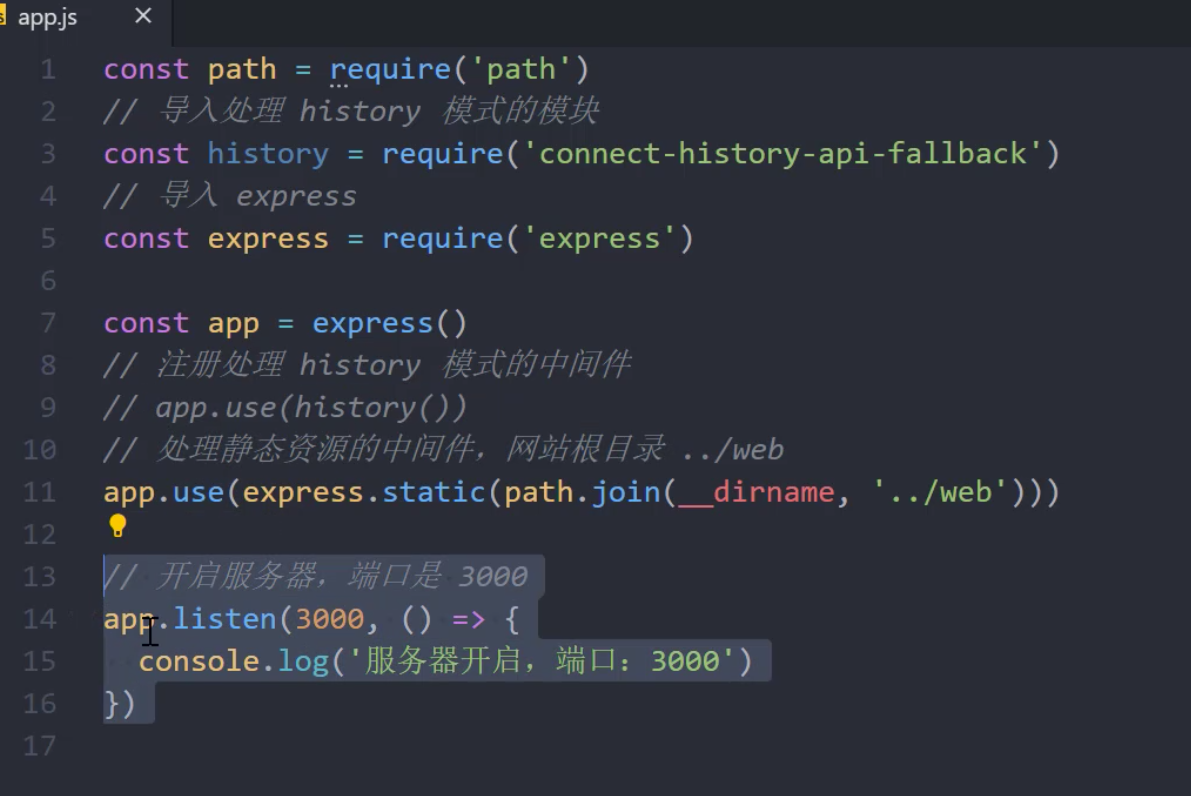 app.js ×
1 const path = require('path')
2 // 导入处理 history 模式的模块
3 const history = require('connect-history-api-fallback')
4 // 导入 express
5 const express = require('express')
6
7 const app = express()
8 // 注册处理 history 模式的中间件
9 // app.use(history())
10 // 处理静态资源的中间件，网站根目录 ../web
11 app.use(express.static(path.join(__dirname, '../web')))
12
13 // 开启服务器，端口是 3000
14 app.listen(3000, () => {
15 console.log('服务器开启，端口：3000')
16 })
17